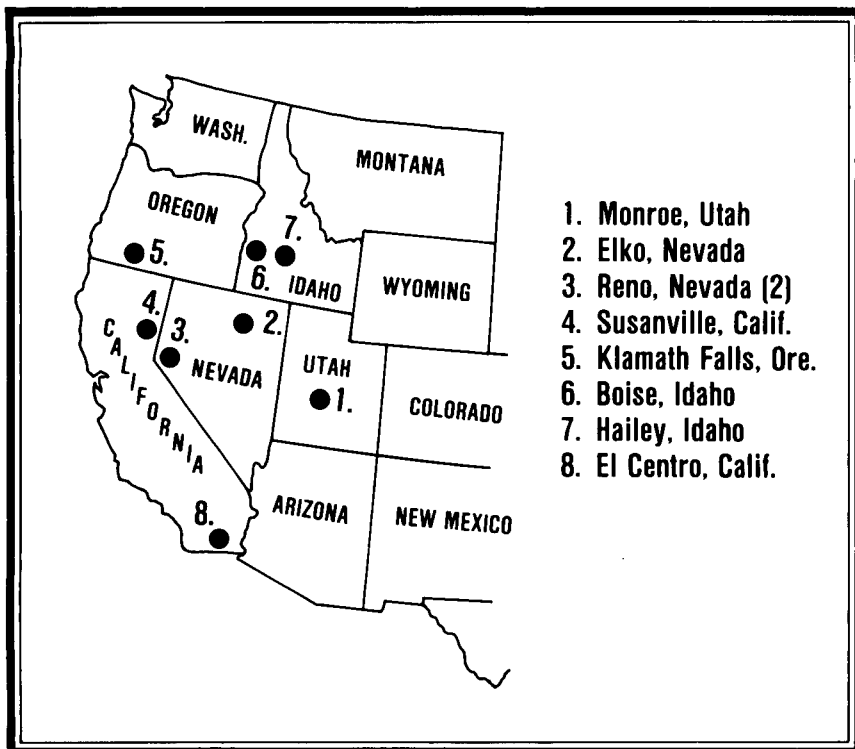 WASH.
MONTANA
OREGON
7.
5.
6. IDAHO
WYOMING
4.
3.
2.
CALIFORNIA
NEVADA
UTAH
1.
COLORADO
8.
ARIZONA
NEW MEXICO
1. Monroe, Utah
2. Elko, Nevada
3. Reno, Nevada (2)
4. Susanville, Calif.
5. Klamath Falls, Ore.
6. Boise, Idaho
7. Hailey, Idaho
8. El Centro, Calif.